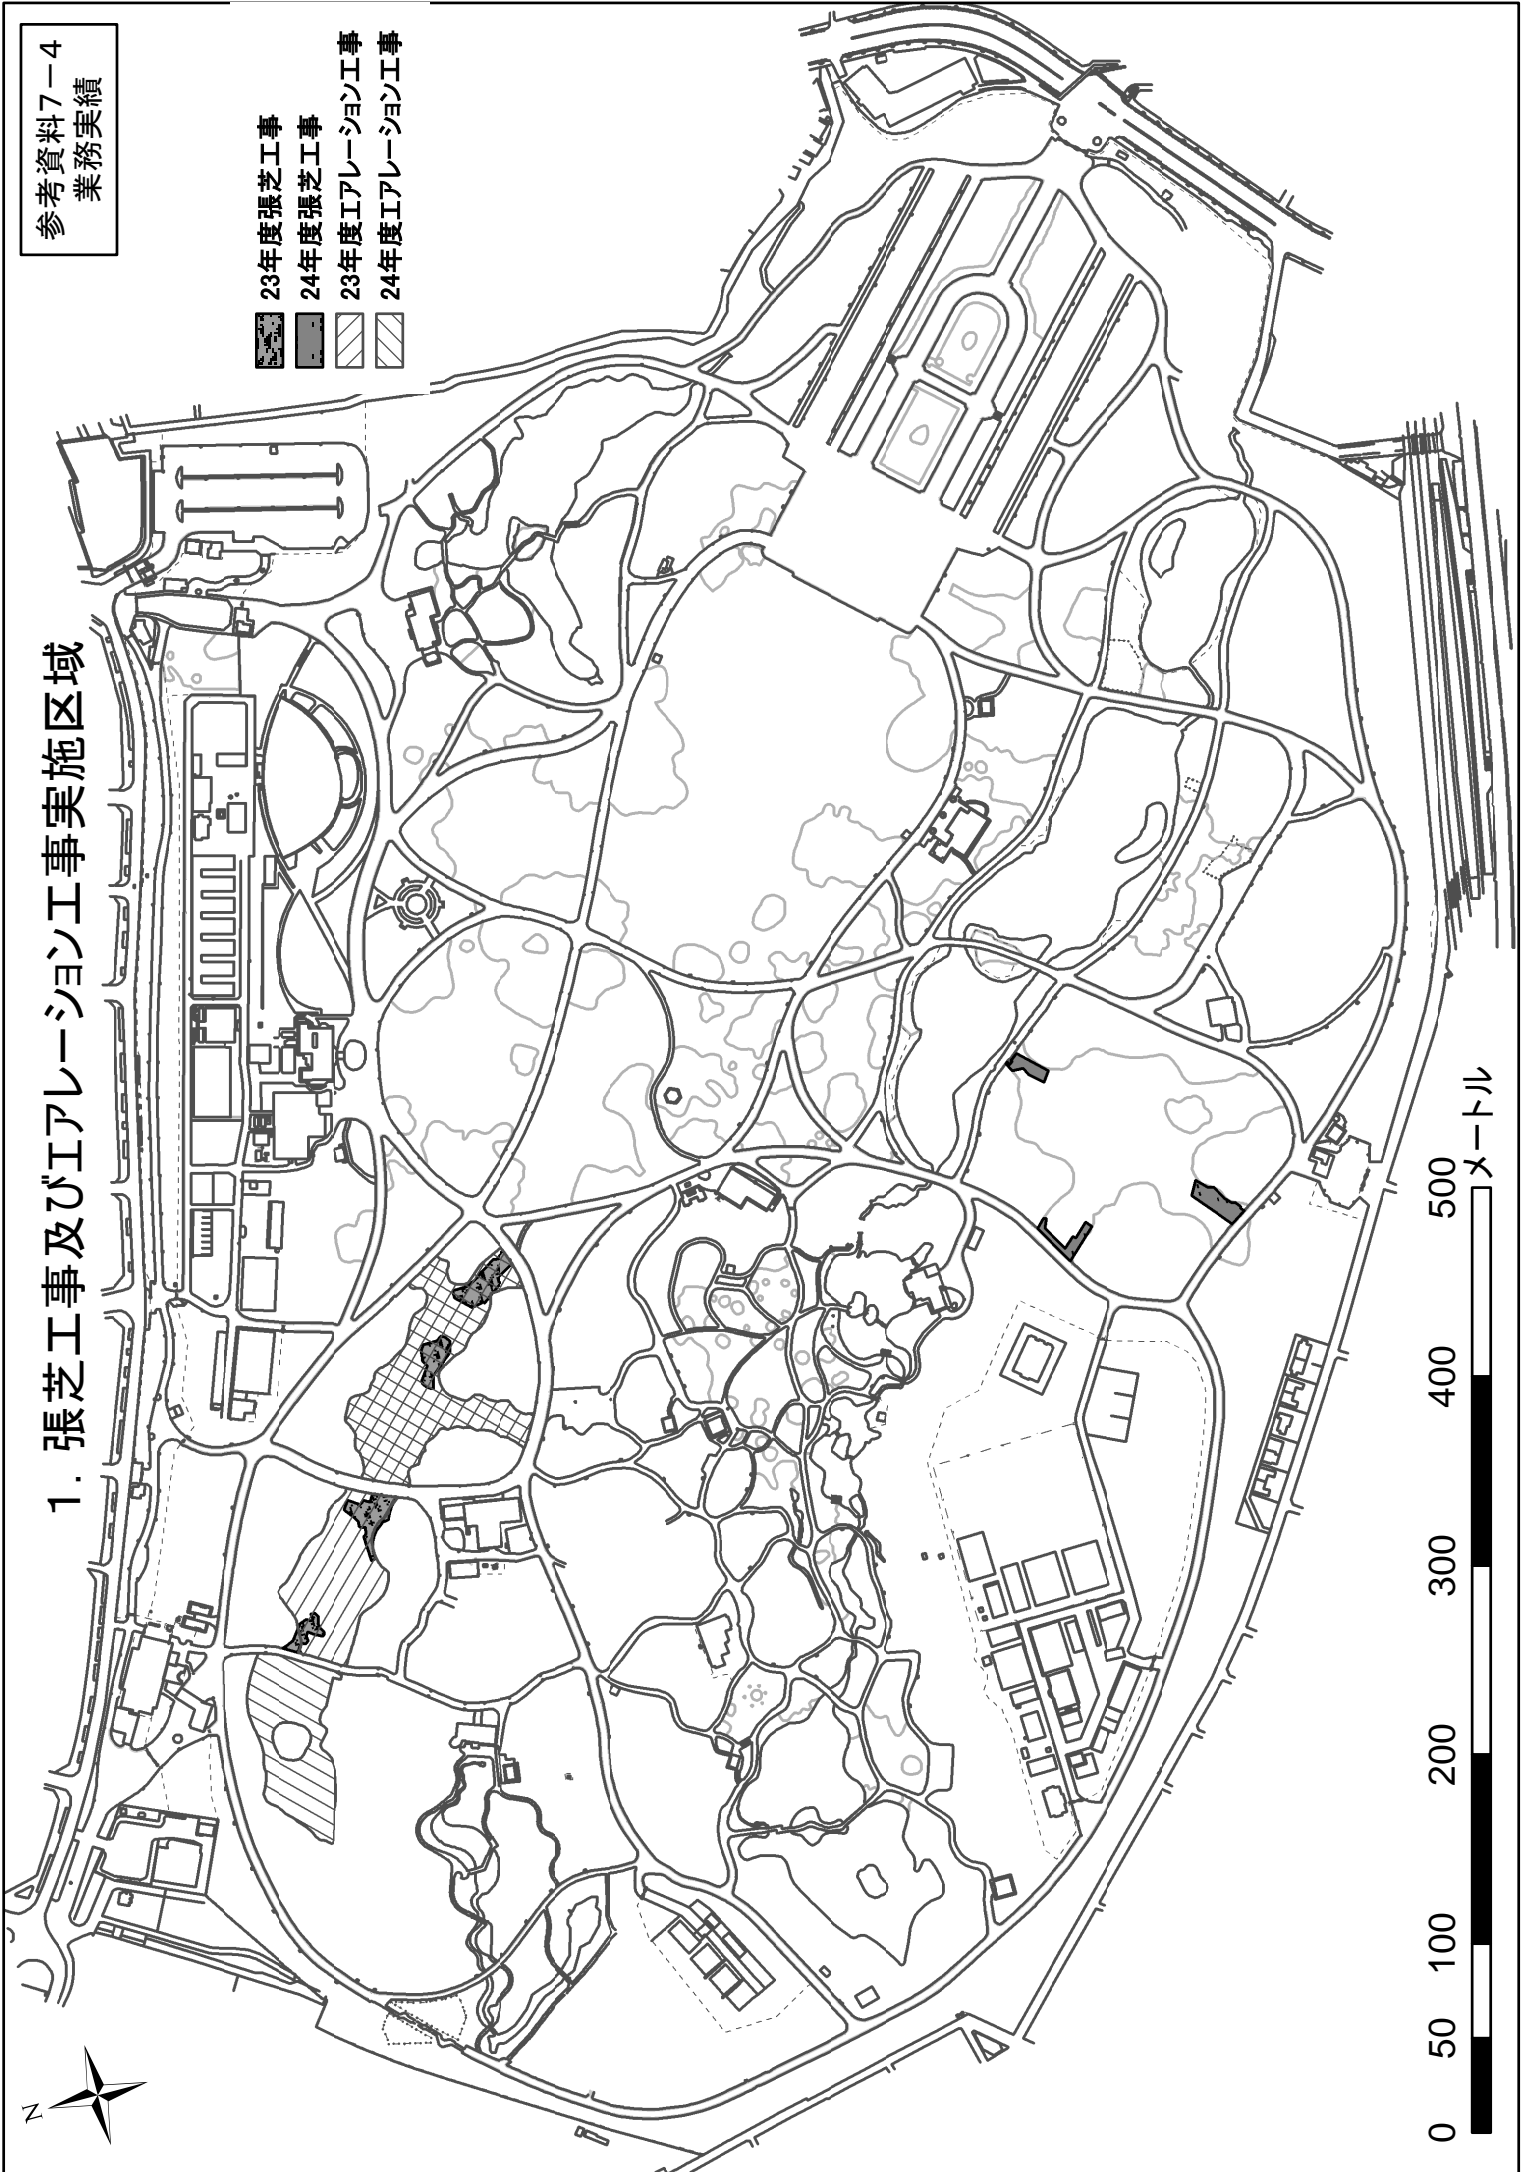 参考資料7－4
業務実績
1．張芝工事及びエアレーション工事実施区域
23年度張芝工事
24年度張芝工事
23年度エアレーション工事
24年度エアレーション工事
N
0 50 100 200 300 400 500
メートル